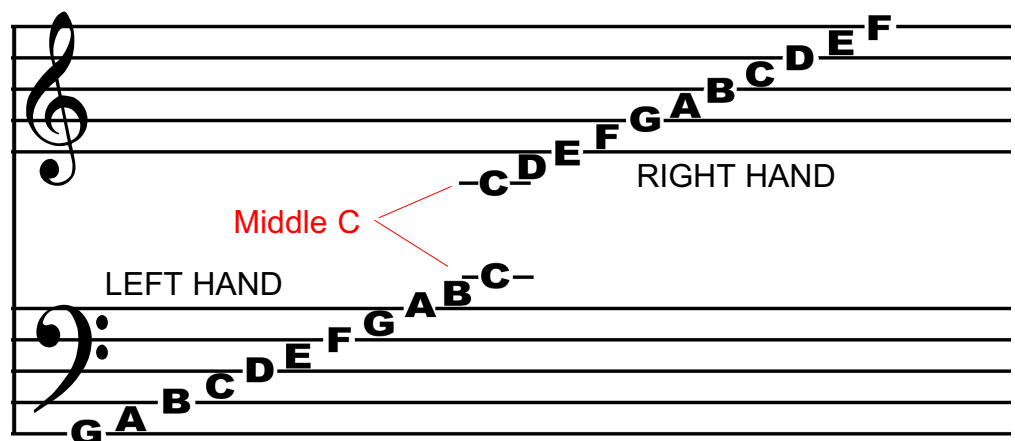 C D E F G A B C D E F
RIGHT HAND
Middle C
LEFT HAND
G A B C D E F G A B C